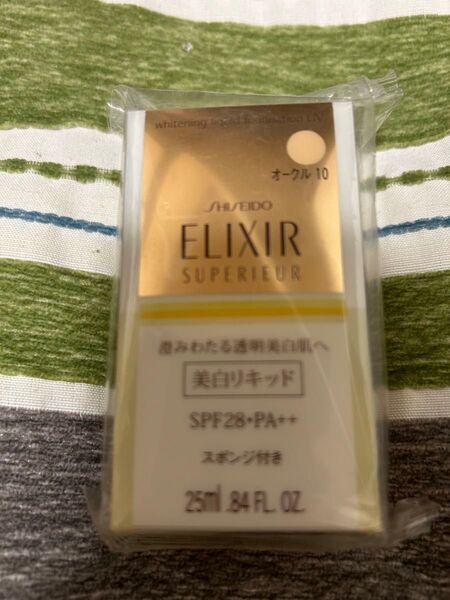 whitening liquid foundation UV
オークル 10
SHISEIDO
ELIXIR
SUPERIEUR
澄みわたる透明美白肌へ
美白リキッド
SPF28・PA++
スポンジ付き
25ml .84 FL. OZ.